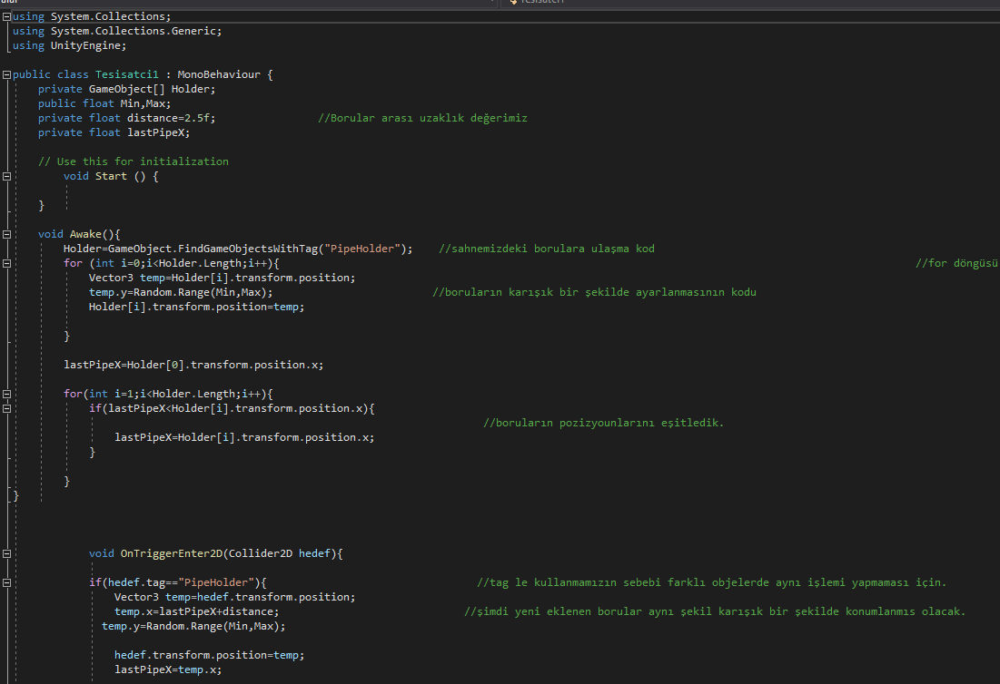 using System.Collections;
using System.Collections.Generic;
using UnityEngine;
public class Tesisatci1 : MonoBehaviour {
private GameObject[] Holder;
public float Min,Max;
private float distance=2.5f; //Borular arası uzaklık değerimiz
private float lastPipeX;
// Use this for initialization
void Start () {
}
void Awake(){
Holder=GameObject.FindGameObjectsWithTag("PipeHolder"); //sahnemizdeki borulara ulaşma kod
for (int i=0;i<Holder.Length;i++){ //for döngüsü
Vector3 temp=Holder[i].transform.position;
temp.y=Random.Range(Min,Max); //boruların karışık bir şekilde ayarlanmasının kodu
Holder[i].transform.position=temp;
}
lastPipeX=Holder[0].transform.position.x;
for(int i=1;i<Holder.Length;i++){
if(lastPipeX<Holder[i].transform.position.x){
//boruların pozizyounlarını eşitledik.
lastPipeX=Holder[i].transform.position.x;
}
}
}
void OnTriggerEnter2D(Collider2D hedef){
if(hedef.tag=="PipeHolder"){ //tag le kullanmamızın sebebi farklı objelerde aynı işlemi yapmaması için.
Vector3 temp=hedef.transform.position;
temp.x=lastPipeX+distance; //şimdi yeni eklenen borular aynı şekil karışık bir şekilde konumlanmıs olacak.
temp.y=Random.Range(Min,Max);
hedef.transform.position=temp;
lastPipeX=temp.x;